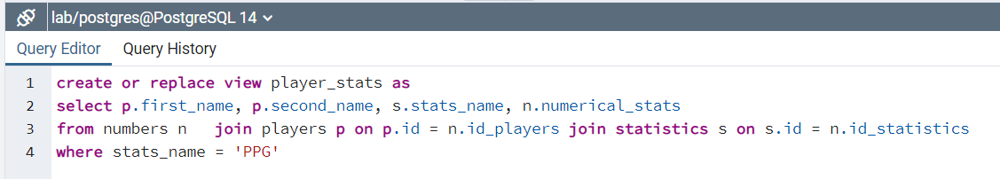 lab/postgres@PostgreSQL 14
Query Editor Query History
1 create or replace view player_stats as
2 select p.first_name, p.second_name, s.stats_name, n.numerical_stats
3 from numbers n   join players p on p.id = n.id_players join statistics s on s.id = n.id_statistics
4 where stats_name = 'PPG'